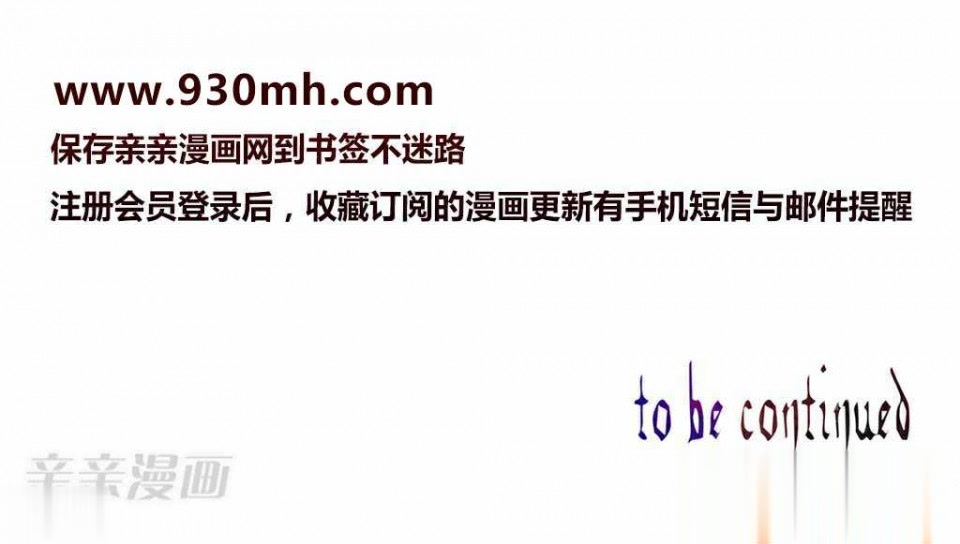 www.930mh.com
保存亲亲漫画网到书签不迷路
注册会员登录后，收藏订阅的漫画更新有手机短信与邮件提醒
to be continued
亲亲漫画